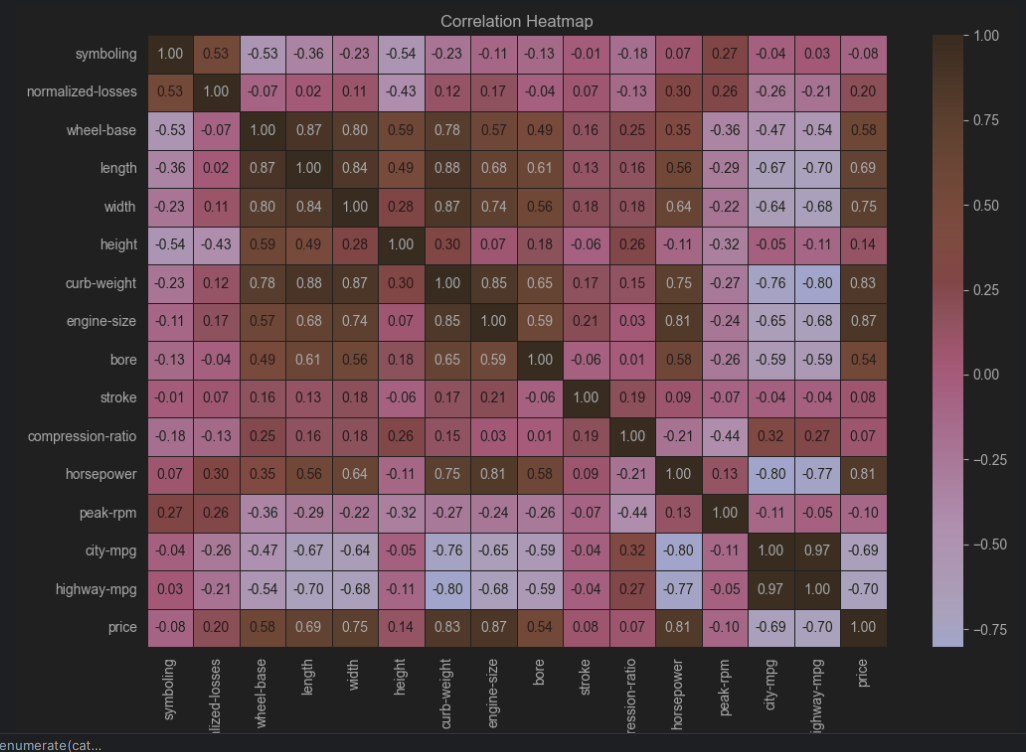 Correlation Heatmap
symboling 1.00 0.53 -0.53 -0.36 -0.23 -0.54 -0.23 -0.11 -0.13 -0.01 -0.18 0.07 0.27 -0.04 0.03 -0.08
normalized-losses 0.53 1.00 -0.07 0.02 0.11 -0.43 0.12 0.17 -0.04 0.07 -0.13 0.30 0.26 -0.26 -0.21 0.20
wheel-base -0.53 -0.07 1.00 0.87 0.80 0.59 0.78 0.57 0.49 0.16 0.25 0.35 -0.36 -0.47 -0.54 0.58
length -0.36 0.02 0.87 1.00 0.84 0.49 0.88 0.68 0.61 0.13 0.16 0.56 -0.29 -0.67 -0.70 0.69
width -0.23 0.11 0.80 0.84 1.00 0.28 0.87 0.74 0.56 0.18 0.18 0.64 -0.22 -0.64 -0.68 0.75
height -0.54 -0.43 0.59 0.49 0.28 1.00 0.30 0.07 0.18 -0.06 0.26 -0.11 -0.32 -0.05 -0.11 0.14
curb-weight -0.23 0.12 0.78 0.88 0.87 0.30 1.00 0.85 0.65 0.17 0.15 0.75 -0.27 -0.76 -0.80 0.83
engine-size -0.11 0.17 0.57 0.68 0.74 0.07 0.85 1.00 0.59 0.21 0.03 0.81 -0.24 -0.65 -0.68 0.87
bore -0.13 -0.04 0.49 0.61 0.56 0.18 0.65 0.59 1.00 -0.06 0.01 0.58 -0.26 -0.59 -0.59 0.54
stroke -0.01 0.07 0.16 0.13 0.18 -0.06 0.17 0.21 -0.06 1.00 0.19 0.09 -0.07 -0.04 -0.04 0.08
compression-ratio -0.18 -0.13 0.25 0.16 0.18 0.26 0.15 0.03 0.01 0.19 1.00 -0.21 -0.44 0.32 0.27 0.07
horsepower 0.07 0.30 0.35 0.56 0.64 -0.11 0.75 0.81 0.58 0.09 -0.21 1.00 0.13 -0.80 -0.77 0.81
peak-rpm 0.27 0.26 -0.36 -0.29 -0.22 -0.32 -0.27 -0.24 -0.26 -0.07 -0.44 0.13 1.00 -0.11 -0.05 -0.10
city-mpg -0.04 -0.26 -0.47 -0.67 -0.64 -0.05 -0.76 -0.65 -0.59 -0.04 0.32 -0.80 -0.11 1.00 0.97 -0.69
highway-mpg 0.03 -0.21 -0.54 -0.70 -0.68 -0.11 -0.80 -0.68 -0.59 -0.04 0.27 -0.77 -0.05 0.97 1.00 -0.70
price -0.08 0.20 0.58 0.69 0.75 0.14 0.83 0.87 0.54 0.08 0.07 0.81 -0.10 -0.69 -0.70 1.00
symboling
lized-losses
wheel-base
length
width
height
curb-weight
engine-size
bore
stroke
ression-ratio
horsepower
peak-rpm
city-mpg
ighway-mpg
price
1.00
0.75
0.50
0.25
0.00
-0.25
-0.50
-0.75
enumerate(cat...